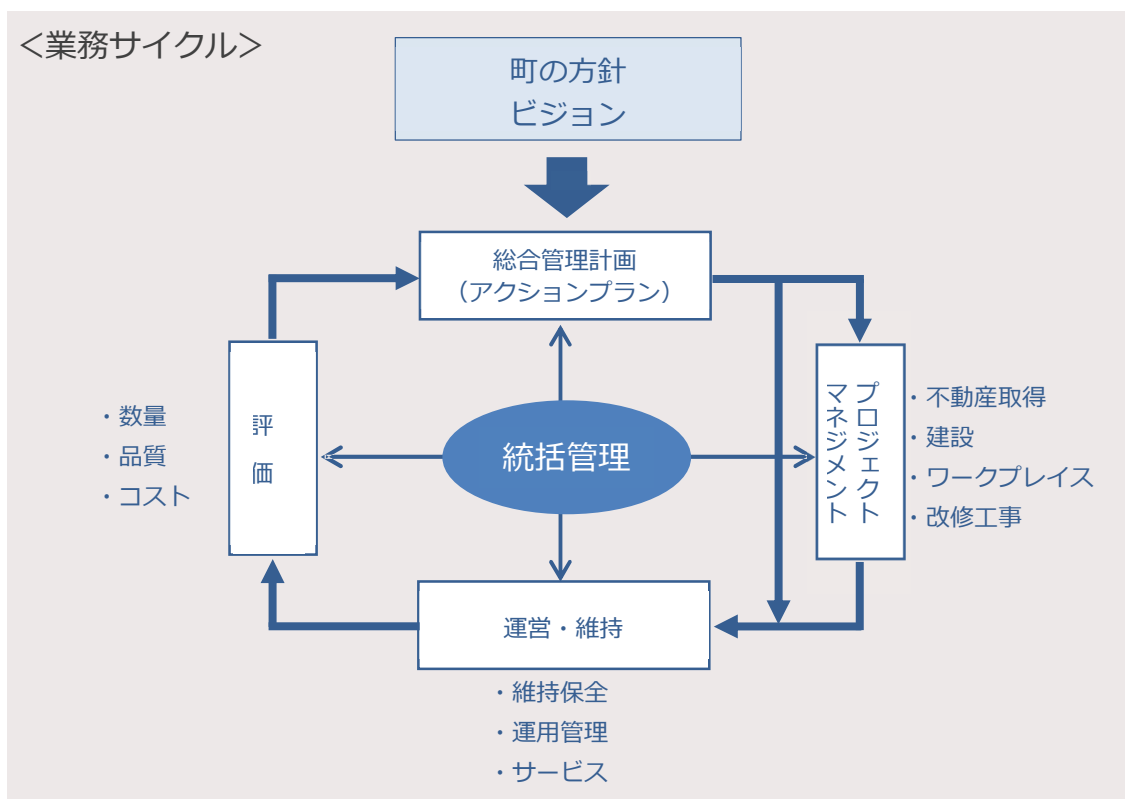 ＜業務サイクル＞
町の方針
ビジョン
総合管理計画
（アクションプラン）
評価
・数量
・品質
・コスト
統括管理
プロジェクト
マネジメント
・不動産取得
・建設
・ワークプレイス
・改修工事
運営・維持
・維持保全
・運用管理
・サービス